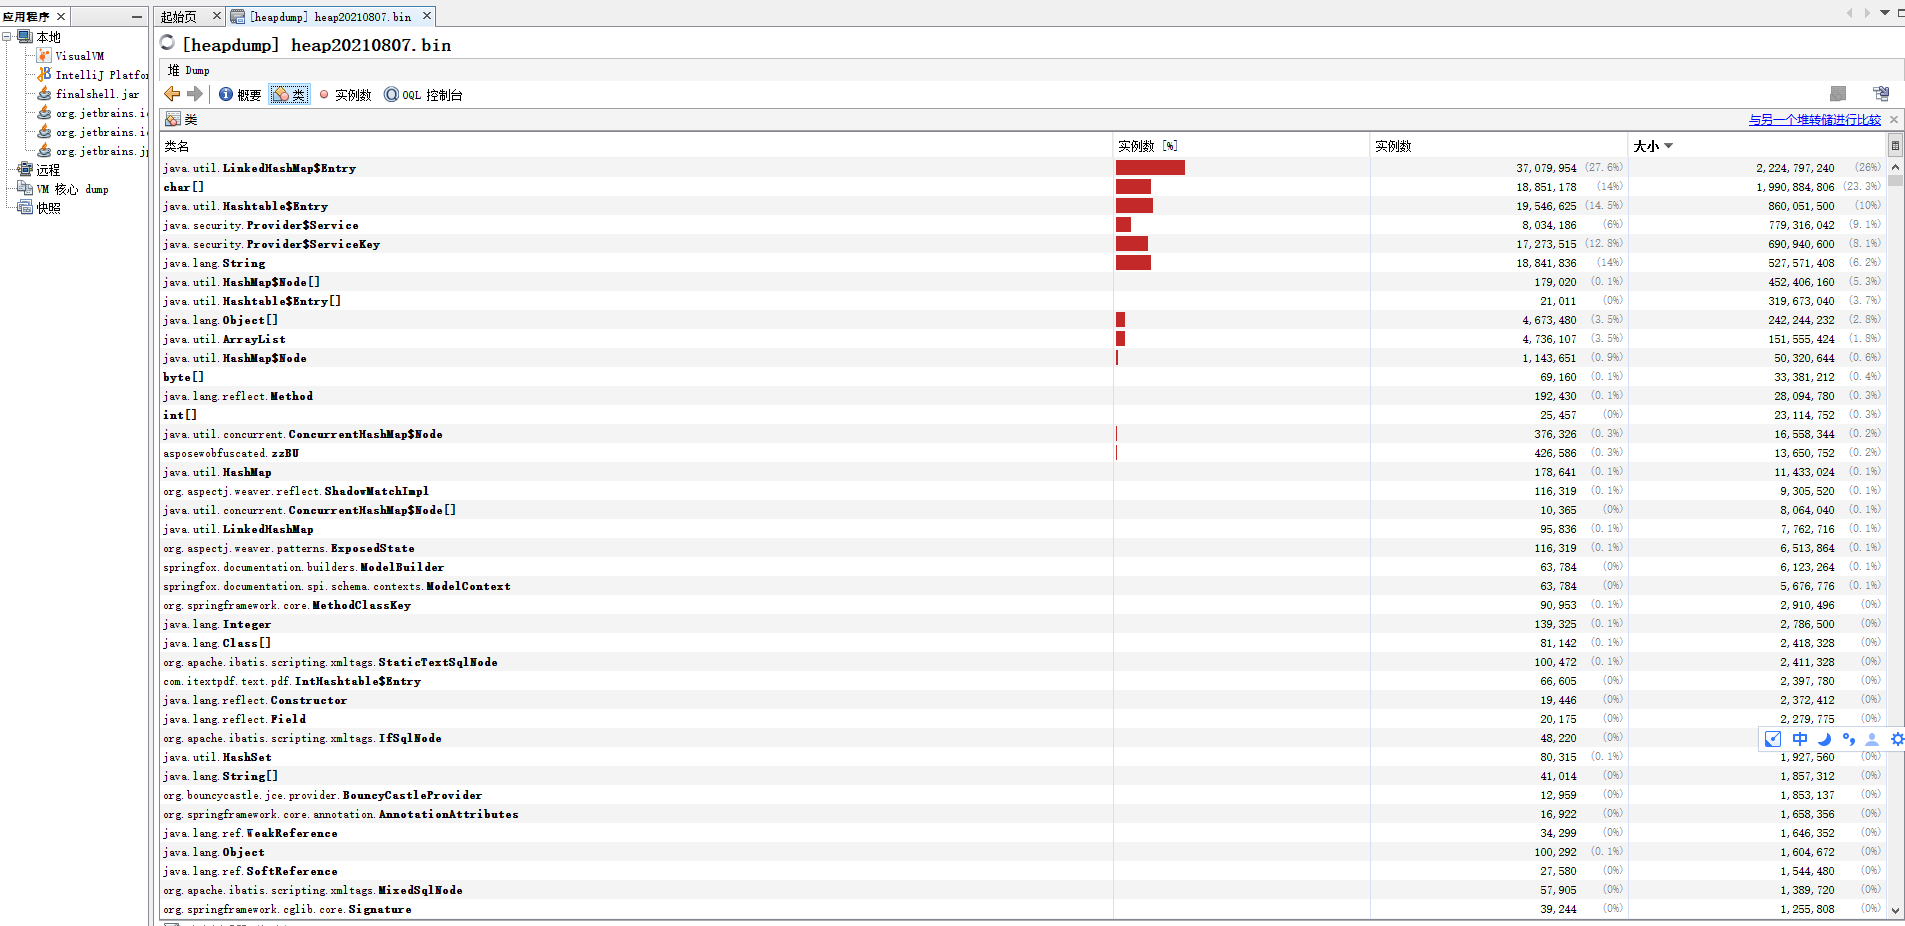 应用程序
起始页
[heapdump] heap20210807.bin
本地
VisualVM
IntelliJ Platfor
finalshell.jar
org.jetbrains.i
org.jetbrains.i
org.jetbrains.j
远程
VM 核心 dump
快照
[heapdump] heap20210807.bin
堆 Dump
概要 类 实例数 OQL 控制台
类 与另一个堆转储进行比较
类名 实例数 [%] 实例数 大小
java.util.LinkedHashMap$Entry 37,079,954 (27.6%) 2,224,797,240 (26%)
char[] 18,851,178 (14%) 1,990,884,806 (23.3%)
java.util.Hashtable$Entry 19,546,625 (14.5%) 860,051,500 (10%)
java.security.Provider$Service 8,034,186 (6%) 779,316,042 (9.1%)
java.security.Provider$ServiceKey 17,273,515 (12.8%) 690,940,600 (8.1%)
java.lang.String 18,841,836 (14%) 527,571,408 (6.2%)
java.util.HashMap$Node[] 179,020 (0.1%) 452,406,160 (5.3%)
java.util.Hashtable$Entry[] 21,011 (0%) 319,673,040 (3.7%)
java.lang.Object[] 4,673,480 (3.5%) 242,244,232 (2.8%)
java.util.ArrayList 4,736,107 (3.5%) 151,555,424 (1.8%)
java.util.HashMap$Node 1,143,651 (0.9%) 50,320,644 (0.6%)
byte[] 69,160 (0.1%) 33,381,212 (0.4%)
java.lang.reflect.Method 192,430 (0.1%) 28,094,780 (0.3%)
int[] 25,457 (0%) 23,114,752 (0.3%)
java.util.concurrent.ConcurrentHashMap$Node 376,326 (0.3%) 16,558,344 (0.2%)
asposewobfuscated.zzBU 426,586 (0.3%) 13,650,752 (0.2%)
java.util.HashMap 178,641 (0.1%) 11,433,024 (0.1%)
org.aspectj.weaver.reflect.ShadowMatchImpl 116,319 (0.1%) 9,305,520 (0.1%)
java.util.concurrent.ConcurrentHashMap$Node[] 10,365 (0%) 8,064,040 (0.1%)
java.util.LinkedHashMap 95,836 (0.1%) 7,762,716 (0.1%)
org.aspectj.weaver.patterns.ExposedState 116,319 (0.1%) 6,513,864 (0.1%)
springfox.documentation.builders.ModelBuilder 63,784 (0%) 6,123,264 (0.1%)
springfox.documentation.spi.schema.contexts.ModelContext 63,784 (0%) 5,676,776 (0.1%)
org.springframework.core.MethodClassKey 90,953 (0.1%) 2,910,496 (0%)
java.lang.Integer 139,325 (0.1%) 2,786,500 (0%)
java.lang.Class[] 81,142 (0.1%) 2,418,328 (0%)
org.apache.ibatis.scripting.xmltags.StaticTextSqlNode 100,472 (0.1%) 2,411,328 (0%)
com.itextpdf.text.pdf.IntHashtable$Entry 66,605 (0%) 2,397,780 (0%)
java.lang.reflect.Constructor 19,446 (0%) 2,372,412 (0%)
java.lang.reflect.Field 20,175 (0%) 2,279,775 (0%)
org.apache.ibatis.scripting.xmltags.IfSqlNode 48,220 (0%)
中
java.util.HashSet 80,315 (0.1%) 1,927,560 (0%)
java.lang.String[] 41,014 (0%) 1,857,312 (0%)
org.bouncycastle.jce.provider.BouncyCastleProvider 12,959 (0%) 1,853,137 (0%)
org.springframework.core.annotation.AnnotationAttributes 16,922 (0%) 1,658,356 (0%)
java.lang.ref.WeakReference 34,299 (0%) 1,646,352 (0%)
java.lang.Object 100,292 (0.1%) 1,604,672 (0%)
java.lang.ref.SoftReference 27,580 (0%) 1,544,480 (0%)
org.apache.ibatis.scripting.xmltags.MixedSqlNode 57,905 (0%) 1,389,720 (0%)
org.springframework.cglib.core.Signature 39,244 (0%) 1,255,808 (0%)